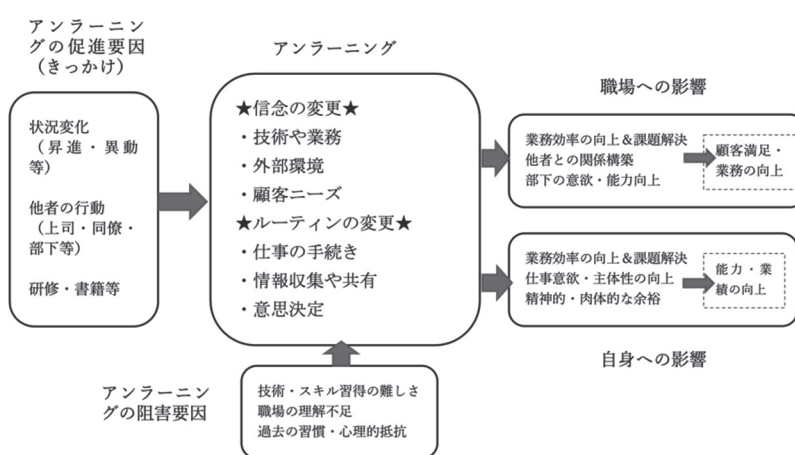 アンラーニン
グの促進要因
（きっかけ）
状況変化
（昇進・異動
等）
他者の行動
（上司・同僚・
部下等）
研修・書籍等
アンラーニング
★信念の変更★
・技術や業務
・外部環境
・顧客ニーズ
★ルーティンの変更★
・仕事の手続き
・情報収集や共有
・意思決定
アンラーニン
グの阻害要因
技術・スキル習得の難しさ
職場の理解不足
過去の習慣・心理的抵抗
職場への影響
業務効率の向上＆課題解決
他者との関係構築
部下の意欲・能力向上
顧客満足・
業務の向上
業務効率の向上＆課題解決
仕事意欲・主体性の向上
精神的・肉体的な余裕
能力・業
績の向上
自身への影響